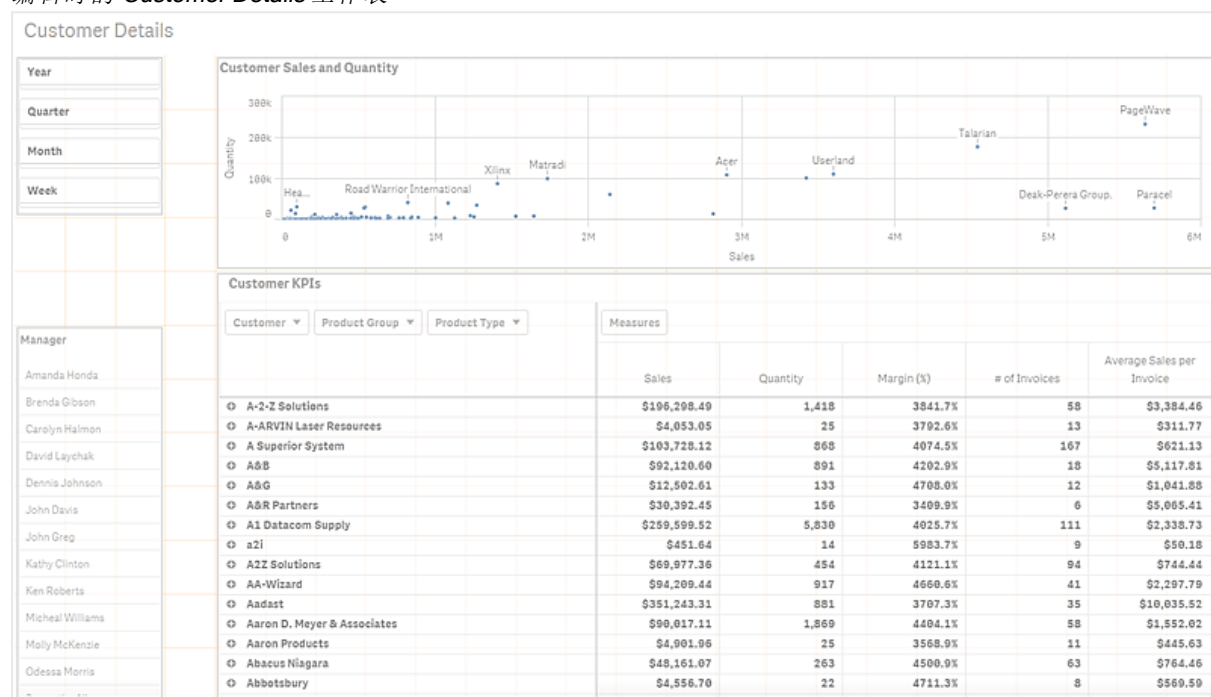 Customer Details
Year
Quarter
Month
Week
Customer Sales and Quantity
Quantity
300k
200k
100k
0
Hea...
Road Warrior International
Xilinx
Matradi
Acer
Userland
Talarian
PageWave
Deak-Perera Group.
Paracel
0 1M 2M 3M 4M 5M 6M
Sales
Manager
Amanda Honda
Brenda Gibson
Carolyn Halmon
David Laychak
Dennis Johnson
John Davis
John Greg
Kathy Clinton
Ken Roberts
Micheal Williams
Molly McKenzie
Odessa Morris
Customer KPIs
Customer Product Group Product Type Measures
Sales Quantity Margin (%) # of Invoices Average Sales per Invoice
A-2-Z Solutions $196,298.49 1,418 3841.7% 58 $3,384.46
A-ARVIN Laser Resources $4,053.05 25 3792.6% 13 $311.77
A Superior System $103,728.12 868 4074.5% 167 $621.13
A&B $92,120.60 891 4202.9% 18 $5,117.81
A&G $12,502.61 133 4708.0% 12 $1,041.88
A&R Partners $30,392.45 156 3409.9% 6 $5,065.41
A1 Datacom Supply $259,599.52 5,830 4025.7% 111 $2,338.73
a2i $451.64 14 5983.7% 9 $50.18
A2Z Solutions $69,977.36 454 4121.1% 94 $744.44
AA-Wizard $94,209.44 917 4660.6% 41 $2,297.79
Aadast $351,243.31 881 3707.3% 35 $10,035.52
Aaron D. Meyer & Associates $90,017.11 1,869 4404.1% 58 $1,552.02
Aaron Products $4,901.96 25 3568.9% 11 $445.63
Abacus Niagara $48,161.07 263 4500.9% 63 $764.46
Abbotsbury $4,556.70 22 4711.3% 8 $569.59